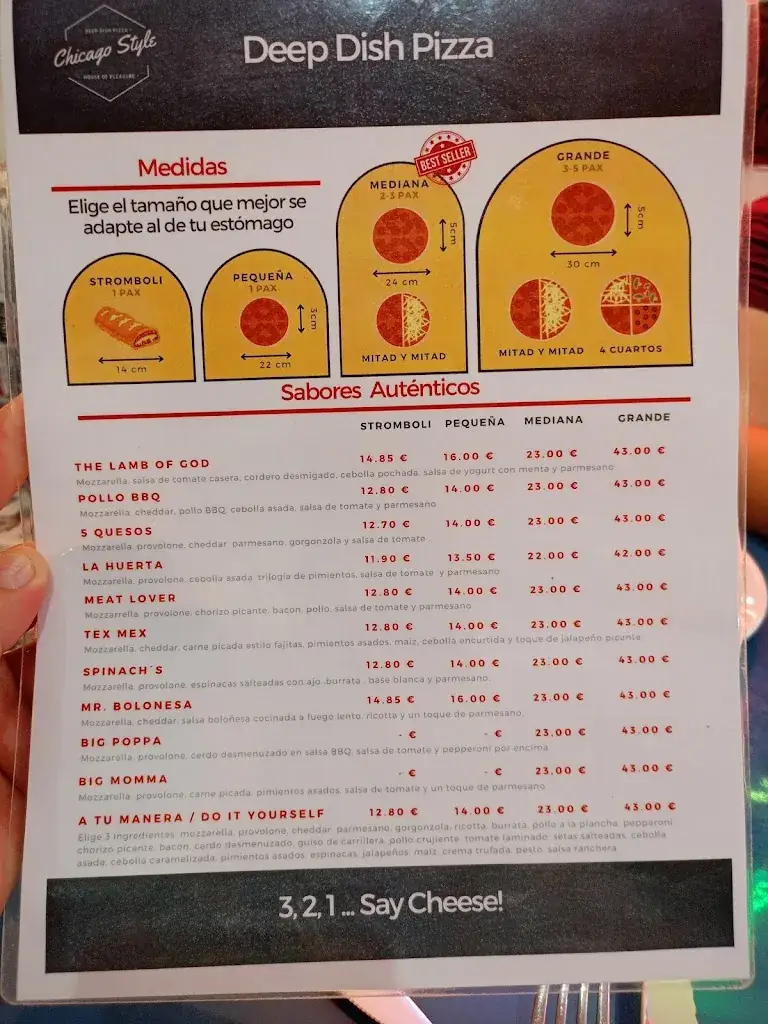 DEEP DISH PIZZA
Chicago Style
HOUSE OF PLEASURE
Deep Dish Pizza
Medidas
Elige el tamaño que mejor se
adapte al de tu estómago
STROMBOLI
1 PAX
14 cm
PEQUEÑA
1 PAX
3cm
22 cm
BEST SELLER
MEDIANA
2-3 PAX
5cm
24 cm
MITAD Y MITAD
GRANDE
3-5 PAX
5cm
30 cm
MITAD Y MITAD
4 CUARTOS
Sabores Auténticos
STROMBOLI PEQUEÑA MEDIANA GRANDE
THE LAMB OF GOD 14.85 € 16.00 € 23.00 € 43.00 €
Mozzarella, salsa de tomate casera, cordero desmigado, cebolla pochada, salsa de yogurt con menta y parmesano
POLLO BBQ 12.80 € 14.00 € 23.00 € 43.00 €
Mozzarella, cheddar, pollo BBQ, cebolla asada, salsa de tomate y parmesano
5 QUESOS 12.70 € 14.00 € 23.00 € 43.00 €
Mozzarella, provolone, cheddar, parmesano, gorgonzola y salsa de tomate
LA HUERTA 11.90 € 13.50 € 22.00 € 42.00 €
Mozzarella, provolone, cebolla asada, trilogía de pimientos, salsa de tomate y parmesano
MEAT LOVER 12.80 € 14.00 € 23.00 € 43.00 €
Mozzarrella, provolone, chorizo picante, bacon, pollo, salsa de tomate y parmesano
TEX MEX 12.80 € 14.00 € 23.00 € 43.00 €
Mozzarella, cheddar, carne picada estilo fajitas, pimientos asados, maíz, cebolla encurtida y toque de jalapeño picante
SPINACH´S 12.80 € 14.00 € 23.00 € 43.00 €
Mozzarella, provolone, espinacas salteadas con ajo, burrata, base blanca y parmesano.
MR. BOLONESA 14.85 € 16.00 € 23.00 € 43.00 €
Mozzarella, cheddar, salsa boloñesa cocinada a fuego lento, ricotta y un toque de parmesano.
BIG POPPA - € - € 23.00 € 43.00 €
Mozzarella, provolone, cerdo desmenuzado en salsa BBQ, salsa de tomate y pepperoni por encima
BIG MOMMA - € - € 23.00 € 43.00 €
Mozzarella, provolone, carne picada, pimientos asados, salsa de tomate y un toque de parmesano
A TU MANERA / DO IT YOURSELF 12.80 € 14.00 € 23.00 € 43.00 €
Elige 3 ingredientes: mozzarella, provolone, cheddar, parmesano, gorgonzola, ricotta, burrata, pollo a la plancha, pepperoni
chorizo picante, bacon, cerdo desmenuzado, guiso de carrillera, pollo crujiente, tomate laminado, setas salteadas, cebolla
asada, cebolla caramelizada, pimientos asados, espinacas, jalapeños, maíz, crema trufada, pesto, salsa ranchera
3, 2, 1 ... Say Cheese!